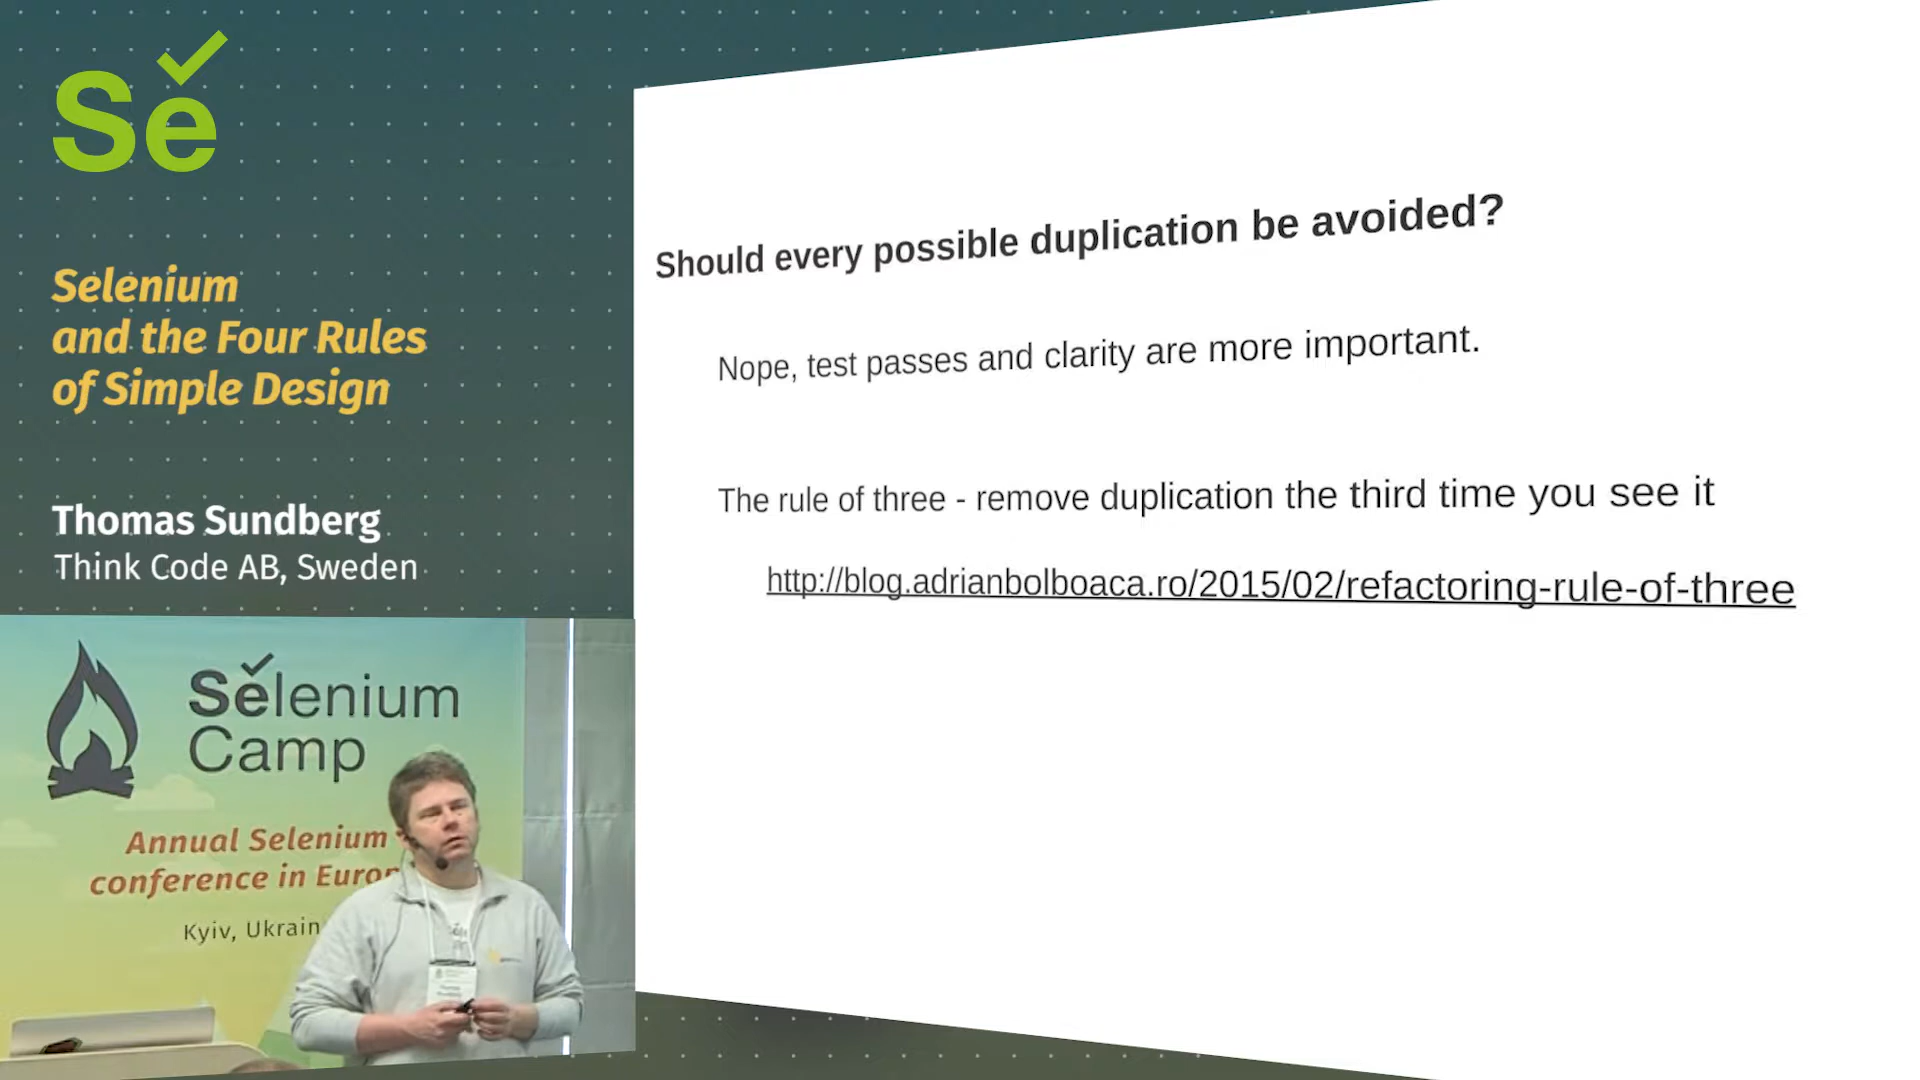 Se
Selenium
and the Four Rules
of Simple Design
Thomas Sundberg
Think Code AB, Sweden
Should every possible duplication be avoided?
Nope, test passes and clarity are more important.
The rule of three - remove duplication the third time you see it
http://blog.adrianbolboaca.ro/2015/02/refactoring-rule-of-three
Selenium
Camp
Annual Selenium
conference in Europ
Kyiv, Ukrain